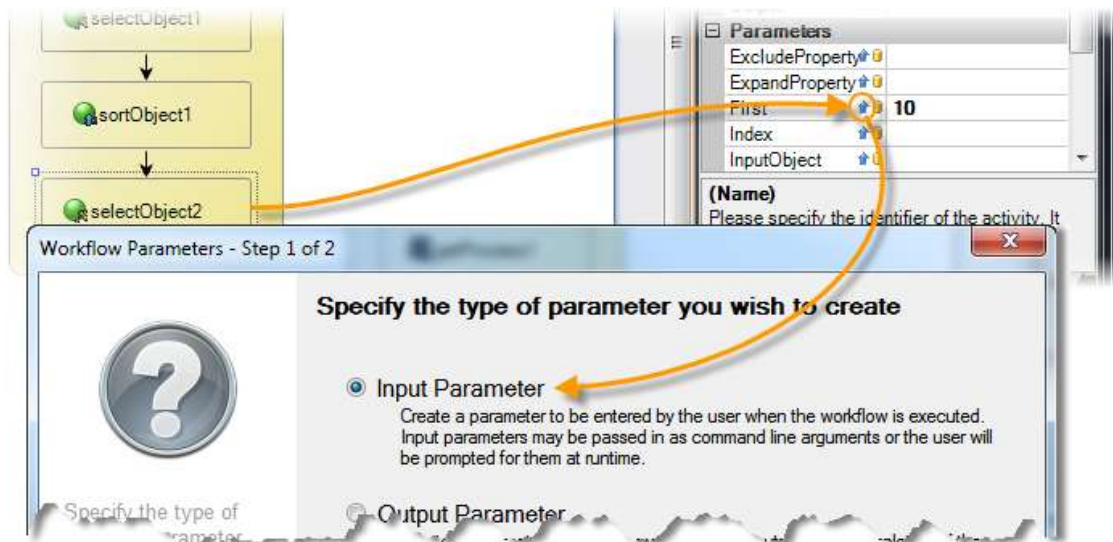 selectObject1
sortObject1
selectObject2
Parameters
ExcludeProperty
ExpandProperty
First 10
Index
InputObject
(Name)
Please specify the identifier of the activity. It
Workflow Parameters - Step 1 of 2
Specify the type of parameter you wish to create
Input Parameter
Create a parameter to be entered by the user when the workflow is executed.
Input parameters may be passed in as command line arguments or the user will
be prompted for them at runtime.
Specify the type of
Output Parameter